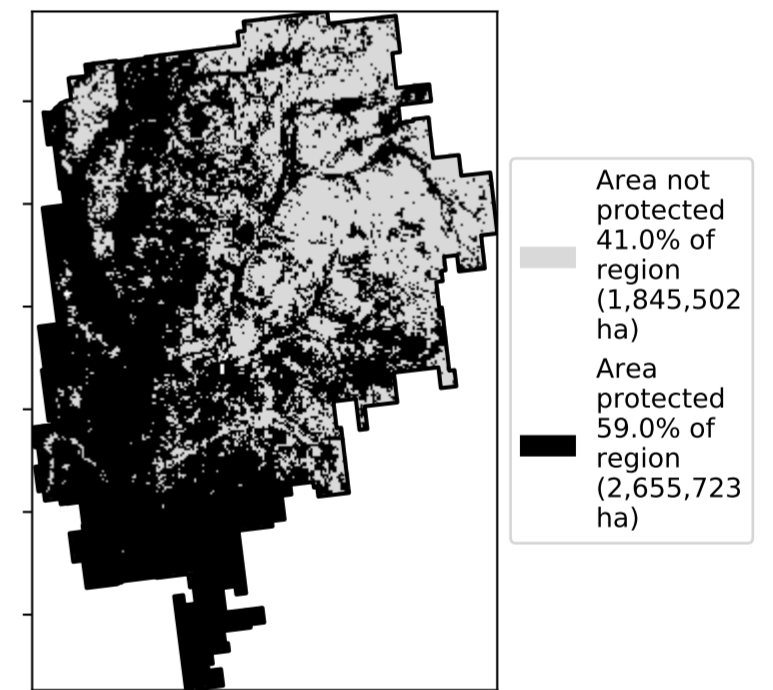 Area not
protected
41.0% of
region
(1,845,502
ha)
Area
protected
59.0% of
region
(2,655,723
ha)